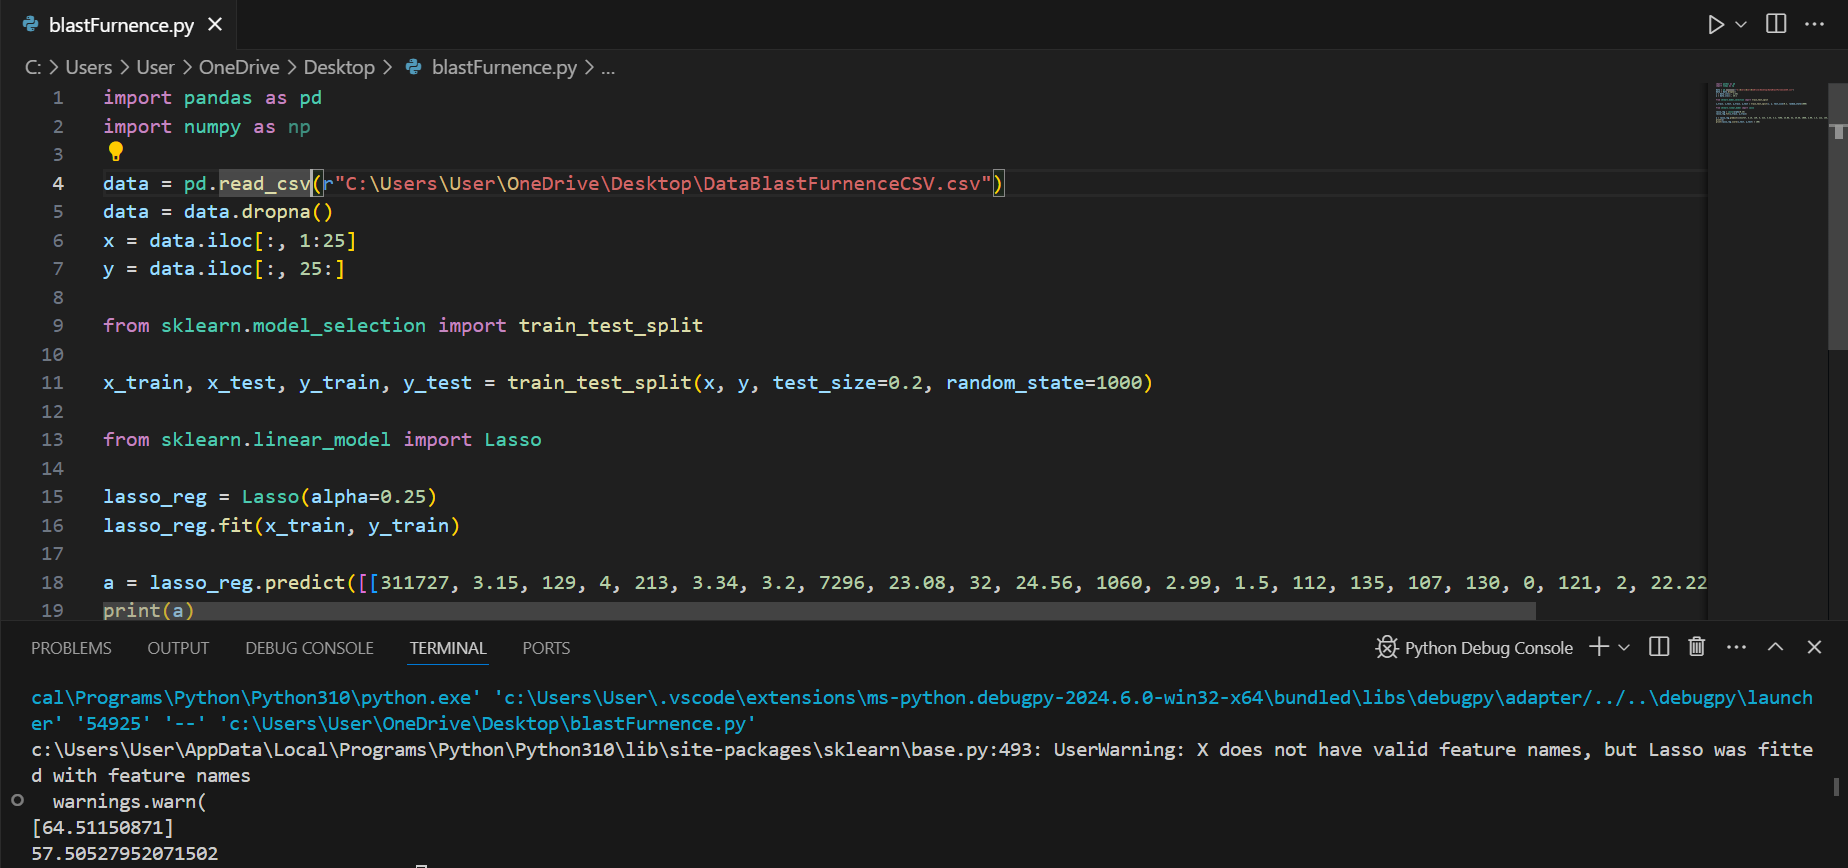 blastFurnence.py
C: > Users > User > OneDrive > Desktop > blastFurnence.py > ...
1 import pandas as pd
2 import numpy as np
3
4 data = pd.read_csv(r"C:\Users\User\OneDrive\Desktop\DataBlastFurnenceCSV.csv")
5 data = data.dropna()
6 x = data.iloc[:, 1:25]
7 y = data.iloc[:, 25:]
8
9 from sklearn.model_selection import train_test_split
10
11 x_train, x_test, y_train, y_test = train_test_split(x, y, test_size=0.2, random_state=1000)
12
13 from sklearn.linear_model import Lasso
14
15 lasso_reg = Lasso(alpha=0.25)
16 lasso_reg.fit(x_train, y_train)
17
18 a = lasso_reg.predict([[311727, 3.15, 129, 4, 213, 3.34, 3.2, 7296, 23.08, 32, 24.56, 1060, 2.99, 1.5, 112, 135, 107, 130, 0, 121, 2, 22.22
19 print(a)
PROBLEMS OUTPUT DEBUG CONSOLE TERMINAL PORTS Python Debug Console
cal\Programs\Python\Python310\python.exe' 'c:\Users\User\.vscode\extensions\ms-python.debugpy-2024.6.0-win32-x64\bundled\libs\debugpy\adapter/../..\debugpy\launch
er' '54925' '--' 'c:\Users\User\OneDrive\Desktop\blastFurnence.py'
c:\Users\User\AppData\Local\Programs\Python\Python310\lib\site-packages\sklearn\base.py:493: UserWarning: X does not have valid feature names, but Lasso was fitte
d with feature names
warnings.warn(
[64.51150871]
57.50527952071502